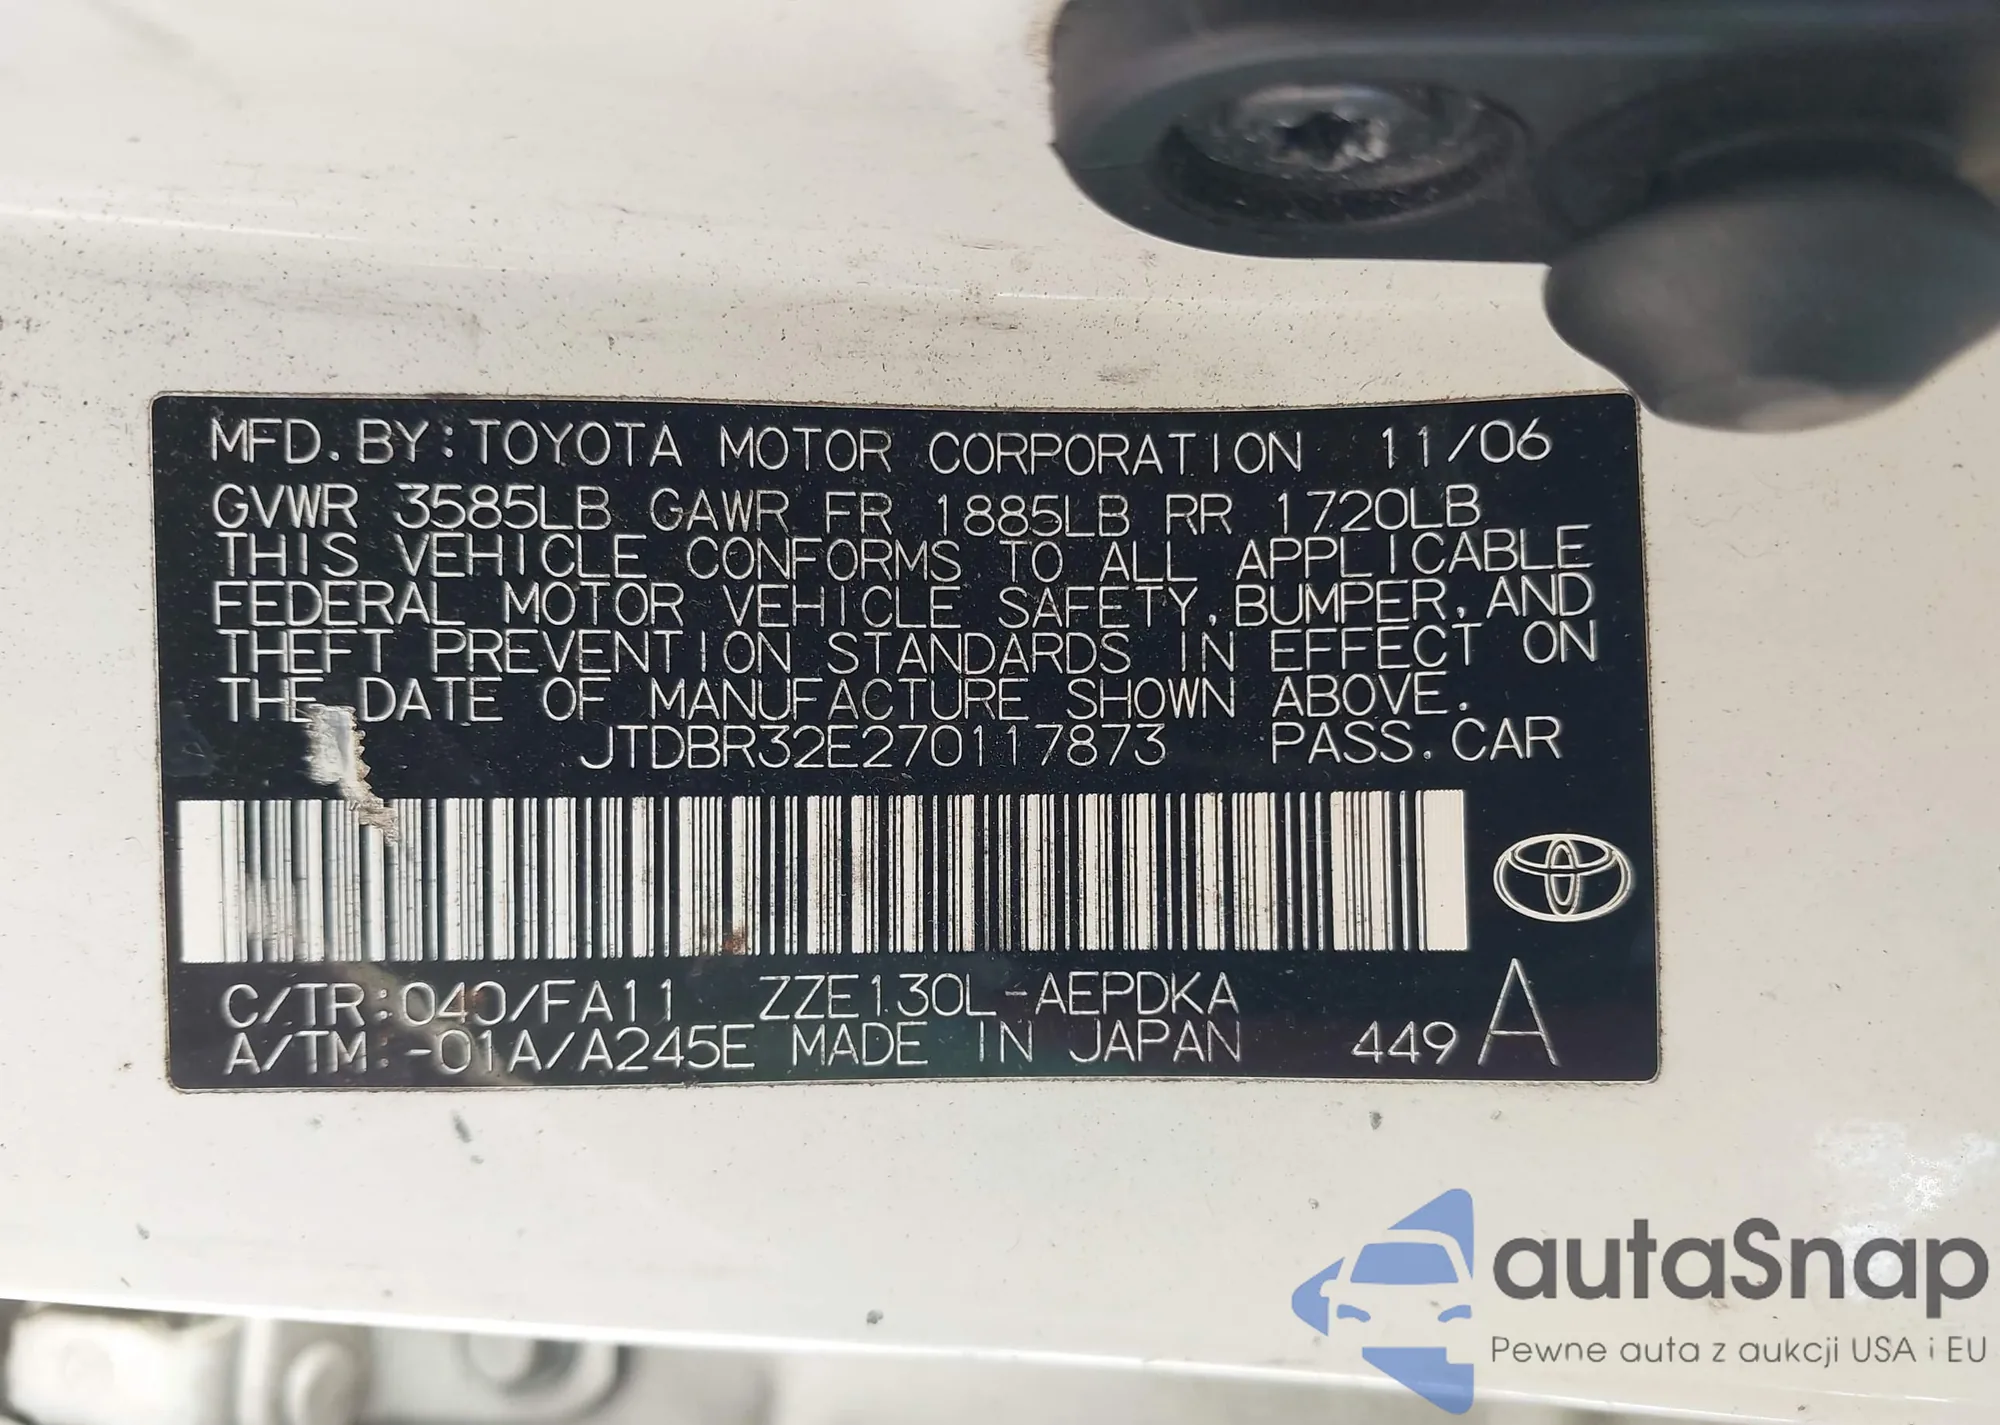 MFD. BY: TOYOTA MOTOR CORPORATION 11/06
GVWR 3585LB GAWR FR 1885LB RR 1720LB
THIS VEHICLE CONFORMS TO ALL APPLICABLE
FEDERAL MOTOR VEHICLE SAFETY, BUMPER, AND
THEFT PREVENTION STANDARDS IN EFFECT ON
THE DATE OF MANUFACTURE SHOWN ABOVE.
JTDBR32E270117873 PASS. CAR
C/TR: 040/FA11 ZZE130L-AEPDKA
A/TM: -01A/A245E MADE IN JAPAN 449 A
autaSnap
Pewne auta z aukcji USA i EU